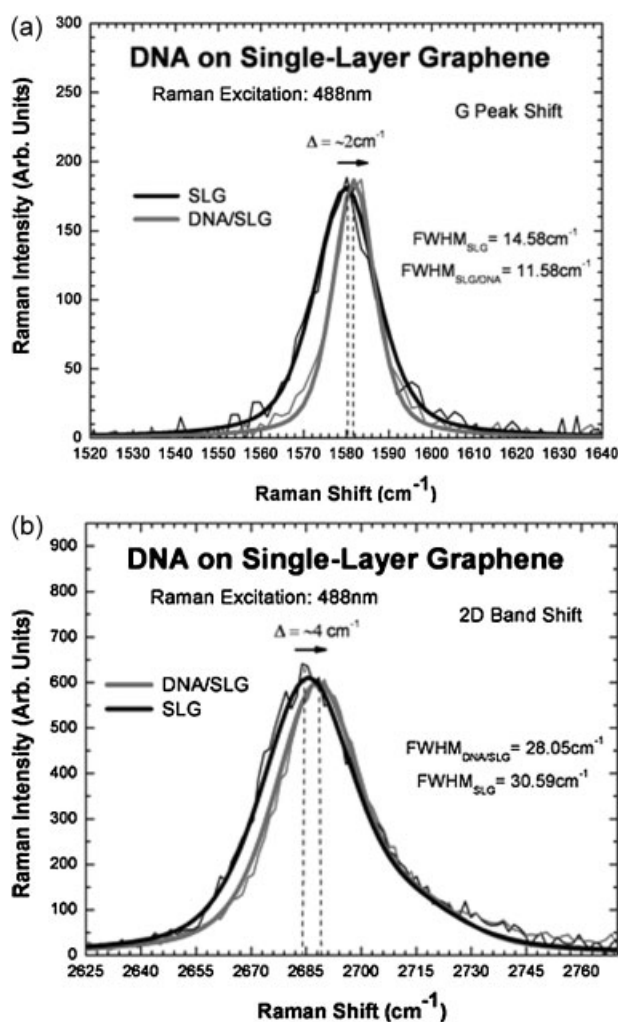 (a)
DNA on Single-Layer Graphene
Raman Excitation: 488nm
G Peak Shift
Δ = ~2cm⁻¹
SLG
DNA/SLG
FWHM_SLG = 14.58cm⁻¹
FWHM_SLG/DNA = 11.58cm⁻¹
Raman Intensity (Arb. Units)
300
250
200
150
100
50
0
1520 1530 1540 1550 1560 1570 1580 1590 1600 1610 1620 1630 1640
Raman Shift (cm⁻¹)
(b)
DNA on Single-Layer Graphene
Raman Excitation: 488nm
2D Band Shift
Δ = ~4 cm⁻¹
DNA/SLG
SLG
FWHM_DNA/SLG = 28.05cm⁻¹
FWHM_SLG = 30.59cm⁻¹
Raman Intensity (Arb. Units)
900
800
700
600
500
400
300
200
100
0
2625 2640 2655 2670 2685 2700 2715 2730 2745 2760
Raman Shift (cm⁻¹)